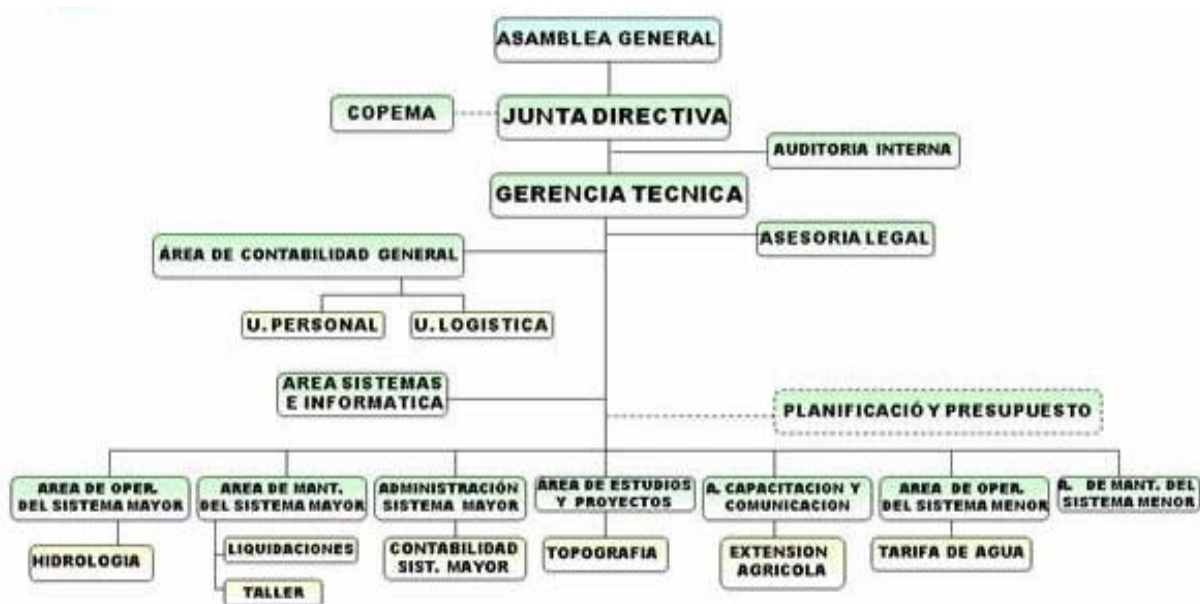 ASAMBLEA GENERAL
COPEMA
JUNTA DIRECTIVA
AUDITORIA INTERNA
GERENCIA TECNICA
ASESORIA LEGAL
ÁREA DE CONTABILIDAD GENERAL
U. PERSONAL
U. LOGISTICA
AREA SISTEMAS
E INFORMATICA
PLANIFICACIÓ Y PRESUPUESTO
AREA DE OPER.
DEL SISTEMA MAYOR
AREA DE MANT.
DEL SISTEMA MAYOR
ADMINISTRACIÓN
SISTEMA MAYOR
ÁREA DE ESTUDIOS
Y PROYECTOS
A. CAPACITACION Y
COMUNICACION
AREA DE OPER.
DEL SISTEMA MENOR
A. DE MANT. DEL
SISTEMA MENOR
HIDROLOGIA
LIQUIDACIONES
TALLER
CONTABILIDAD
SIST. MAYOR
TOPOGRAFIA
EXTENSION
AGRICOLA
TARIFA DE AGUA